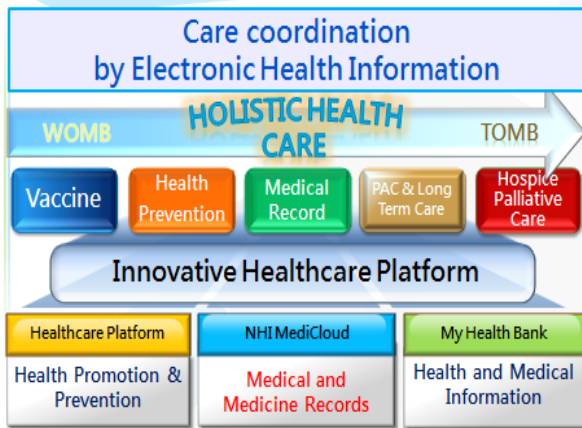 Care coordination
by Electronic Health Information
HOLISTIC HEALTH
CARE
WOMB
TOMB
Vaccine
Health
Prevention
Medical
Record
PAC & Long
Term Care
Hospice
Palliative
Care
Innovative Healthcare Platform
Healthcare Platform
Health Promotion &
Prevention
NHI MediCloud
Medical and
Medicine Records
My Health Bank
Health and Medical
Information